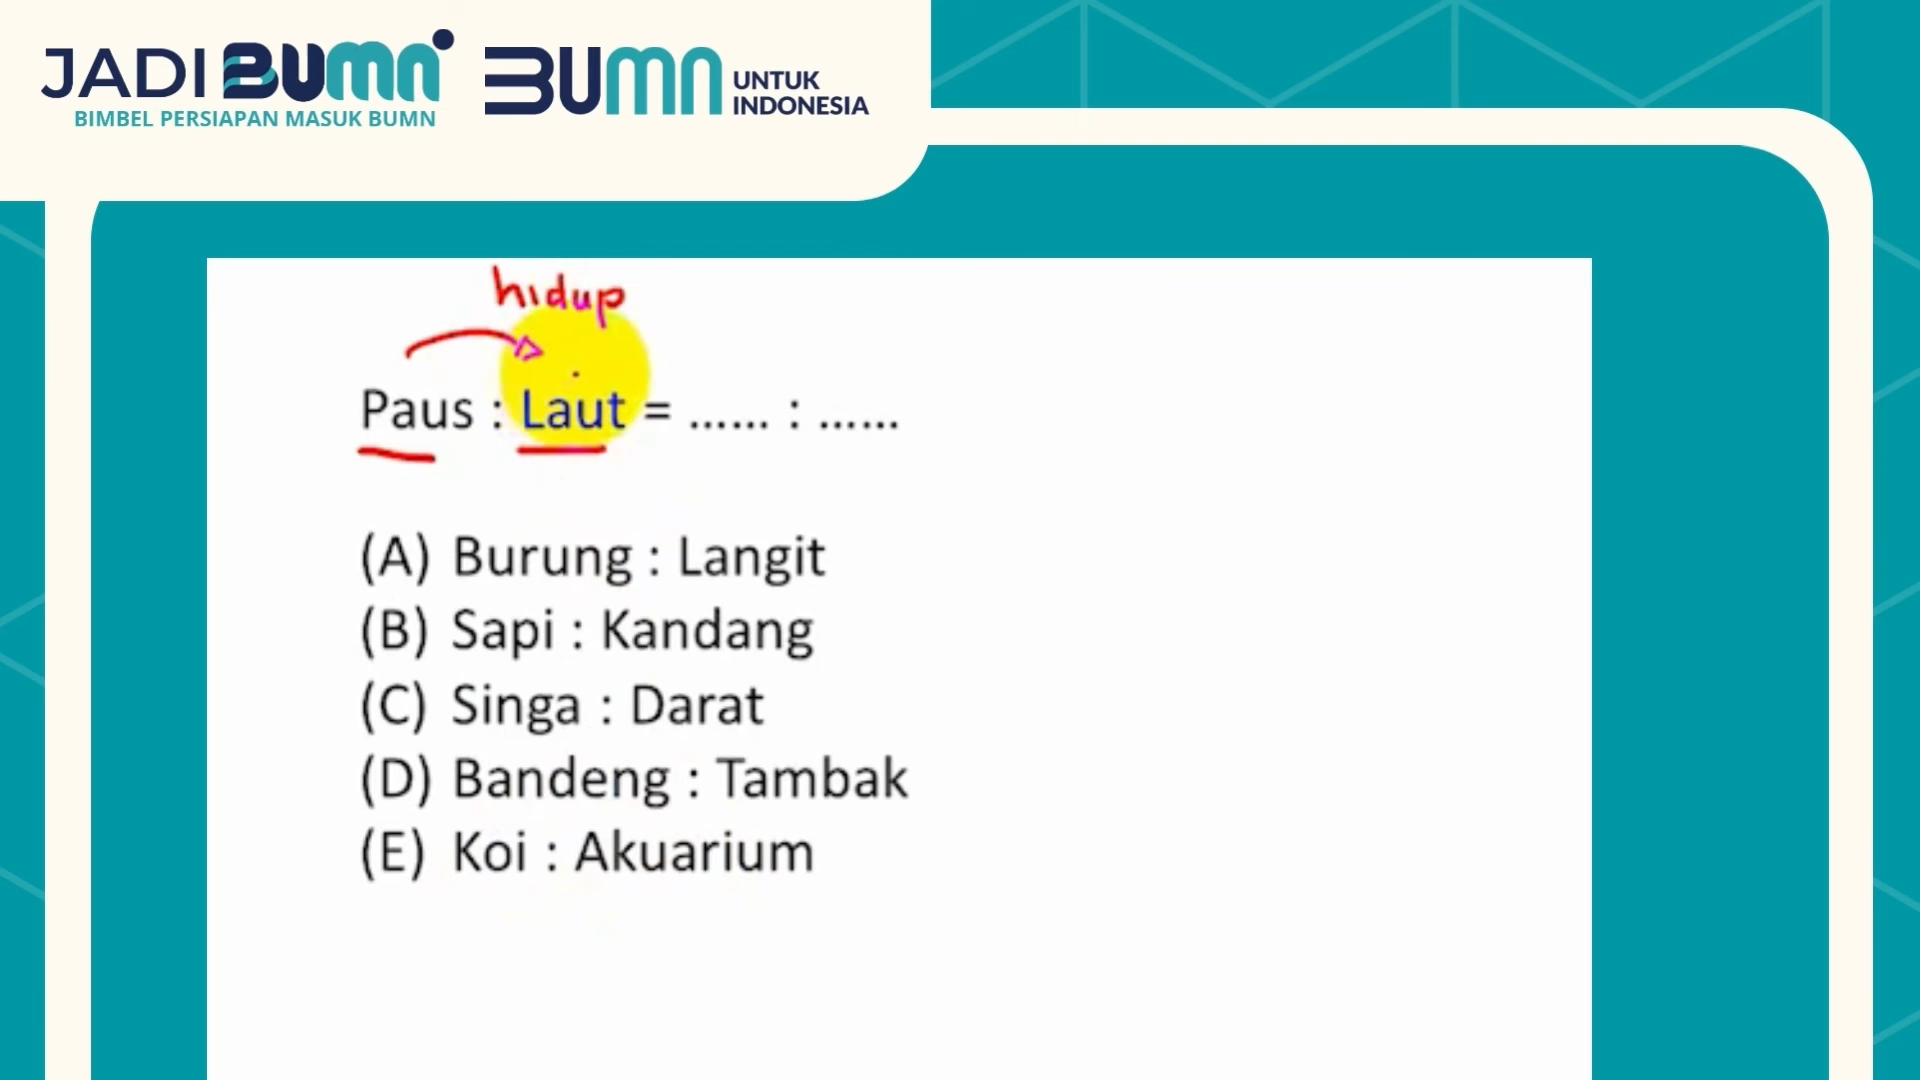 JADI BUMN
BIMBEL PERSIAPAN MASUK BUMN
BUMN UNTUK
INDONESIA
hidup
Paus : Laut = ...... : ......
(A) Burung : Langit
(B) Sapi : Kandang
(C) Singa : Darat
(D) Bandeng : Tambak
(E) Koi : Akuarium